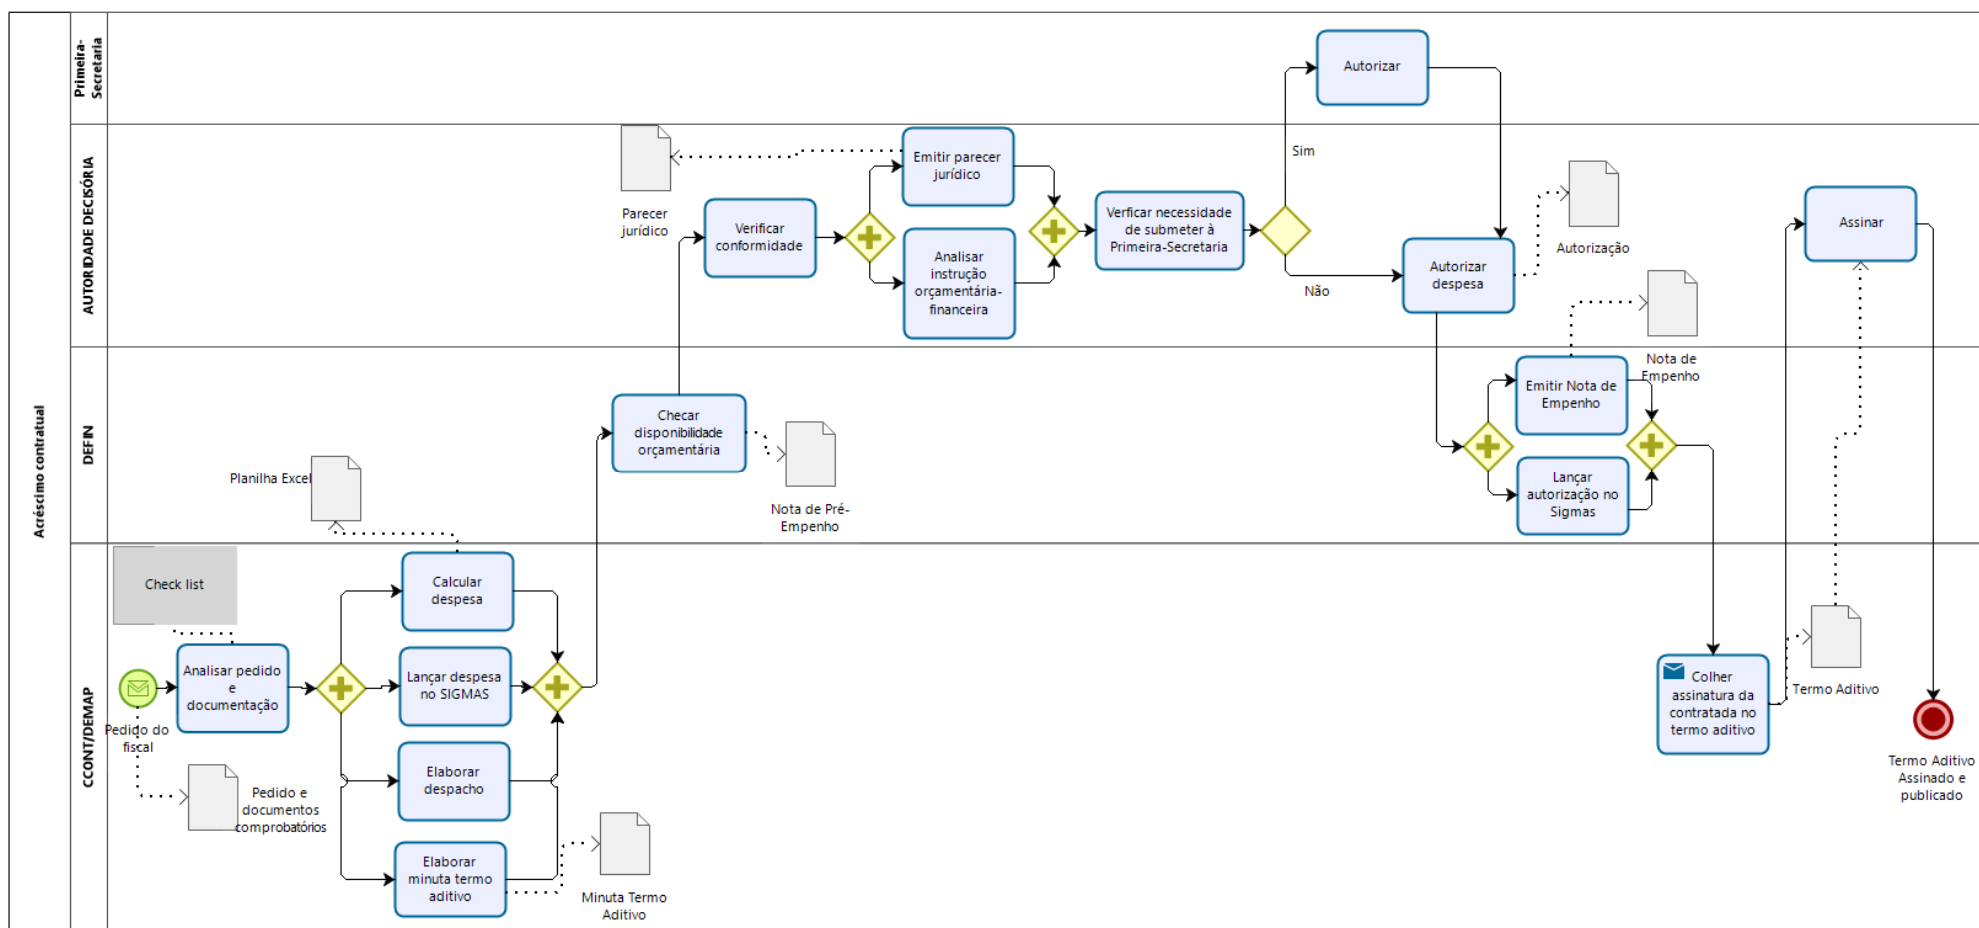 Acréscimo contratual
Primeira-
Secretaria
Autorizar
AUTORIDADE DECISÓRIA
Parecer
jurídico
Verificar
conformidade
Emitir parecer
jurídico
Analisar
instrução
orçamentária-
financeira
Verficar necessidade
de submeter à
Primeira-Secretaria
Sim
Não
Autorizar
despesa
Autorização
Assinar
DEFIN
Checar
disponibilidade
orçamentária
Nota de Pré-
Empenho
Emitir Nota de
Empenho
Nota de
Empenho
Lançar
autorização no
Sigmas
Planilha Excel
CCONT/DEMAP
Check list
Pedido do
fiscal
Analisar pedido
e
documentação
Pedido e
documentos
comprobatórios
Calcular
despesa
Lançar despesa
no SIGMAS
Elaborar
despacho
Elaborar
minuta termo
aditivo
Minuta Termo
Aditivo
Colher
assinatura da
contratada no
termo aditivo
Termo Aditivo
Termo Aditivo
Assinado e
publicado